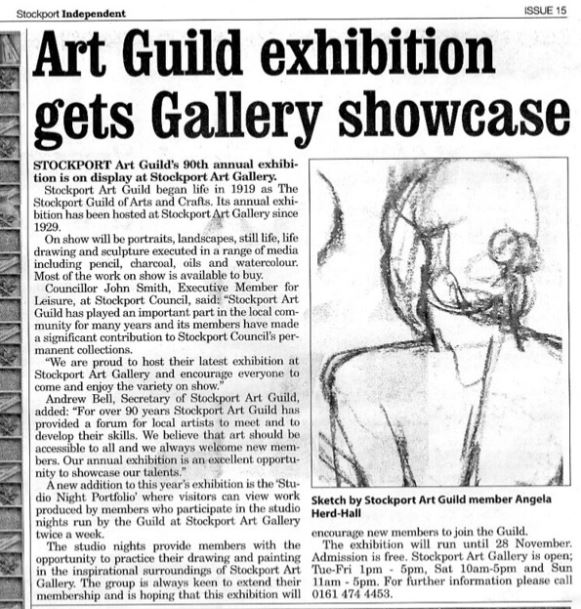 Stockport Independent
ISSUE 15
Art Guild exhibition
gets Gallery showcase
STOCKPORT Art Guild's 90th annual exhibi-
tion is on display at Stockport Art Gallery.
Stockport Art Guild began life in 1919 as The
Stockport Guild of Arts and Crafts. Its annual exhi-
bition has been hosted at Stockport Art Gallery since
1929.
On show will be portraits, landscapes, still life, life
drawing and sculpture executed in a range of media
including pencil, charcoal, oils and watercolour.
Most of the work on show is available to buy.
Councillor John Smith, Executive Member for
Leisure, at Stockport Council, said: "Stockport Art
Guild has played an important part in the local com-
munity for many years and its members have made
a significant contribution to Stockport Council's per-
manent collections.
"We are proud to host their latest exhibition at
Stockport Art Gallery and encourage everyone to
come and enjoy the variety on show."
Andrew Bell, Secretary of Stockport Art Guild,
added: "For over 90 years Stockport Art Guild has
provided a forum for local artists to meet and to
develop their skills. We believe that art should be
accessible to all and we always welcome new mem-
bers. Our annual exhibition is an excellent opportu-
nity to showcase our talents."
A new addition to this year's exhibition is the 'Stu-
dio Night Portfolio' where visitors can view work
produced by members who participate in the studio
nights run by the Guild at Stockport Art Gallery
twice a week.
The studio nights provide members with the
opportunity to practice their drawing and painting
in the inspirational surroundings of Stockport Art
Gallery. The group is always keen to extend their
membership and is hoping that this exhibition will
Sketch by Stockport Art Guild member Angela
Herd-Hall
encourage new members to join the Guild.
The exhibition will run until 28 November.
Admission is free. Stockport Art Gallery is open;
Tue-Fri 1pm - 5pm, Sat 10am-5pm and Sun
11am - 5pm. For further information please call
0161 474 4453.